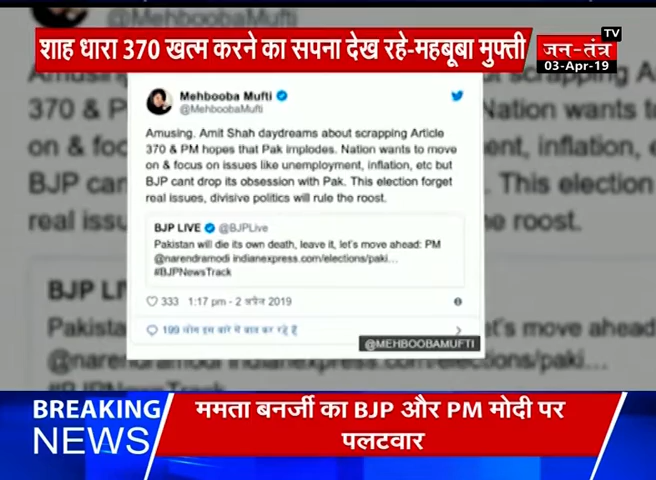 Mehbooba Mufti
@MehboobaMufti
शाह धारा 370 खत्म करने का सपना देख रहे-महबूबा मुफ्ती
जन-तंत्र TV
03-Apr-19
Mehbooba Mufti
@MehboobaMufti
Amusing. Amit Shah daydreams about scrapping Article
370 & PM hopes that Pak implodes. Nation wants to move
on & focus on issues like unemployment, inflation, etc but
BJP cant drop its obsession with Pak. This election forget
real issues, divisive politics will rule the roost.
BJP LIVE @BJPLive
Pakistan will die its own death, leave it, let's move ahead: PM
@narendramodi indianexpress.com/elections/paki...
#BJPNewsTrack
333 1:17 pm - 2 अप्रैल 2019
199 लोग इस बारे में बात कर रहे हैं
@MEHBOOBAMUFTI
BREAKING
NEWS
ममता बनर्जी का BJP और PM मोदी पर
पलटवार